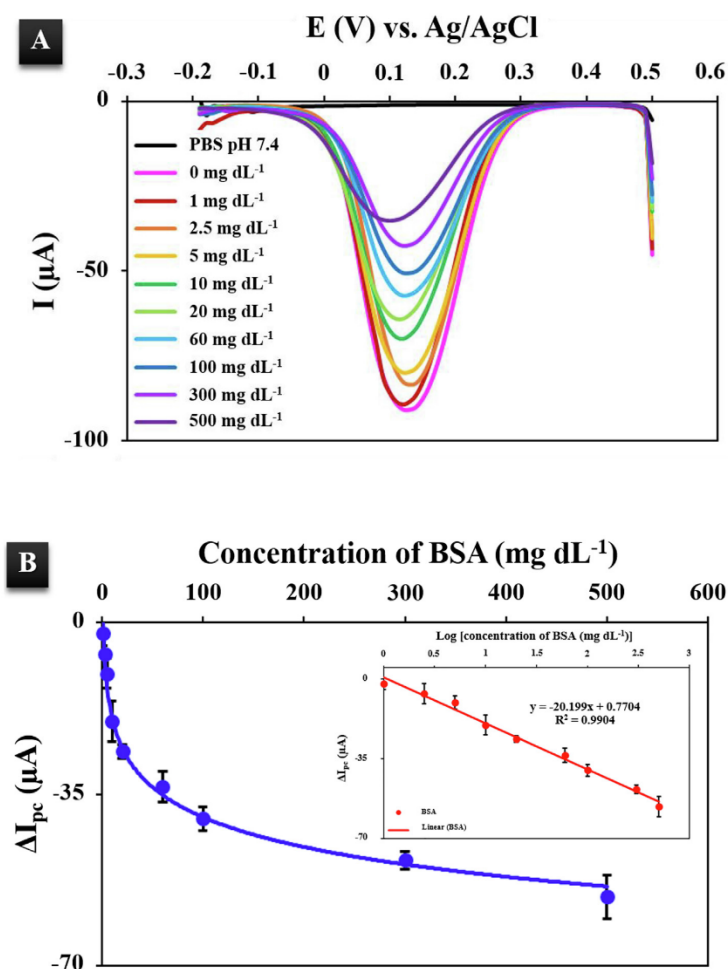 A
E (V) vs. Ag/AgCl
-0.3 -0.2 -0.1 0 0.1 0.2 0.3 0.4 0.5 0.6
0
-50
-100
I (µA)
PBS pH 7.4
0 mg dL⁻¹
1 mg dL⁻¹
2.5 mg dL⁻¹
5 mg dL⁻¹
10 mg dL⁻¹
20 mg dL⁻¹
60 mg dL⁻¹
100 mg dL⁻¹
300 mg dL⁻¹
500 mg dL⁻¹
B
Concentration of BSA (mg dL⁻¹)
0 100 200 300 400 500 600
0
-35
-70
ΔIpc (µA)
Log [concentration of BSA (mg dL⁻¹)]
0 0.5 1 1.5 2 2.5 3
0
-35
-70
ΔIpc (µA)
y = -20.199x + 0.7704
R² = 0.9904
BSA
Linear (BSA)